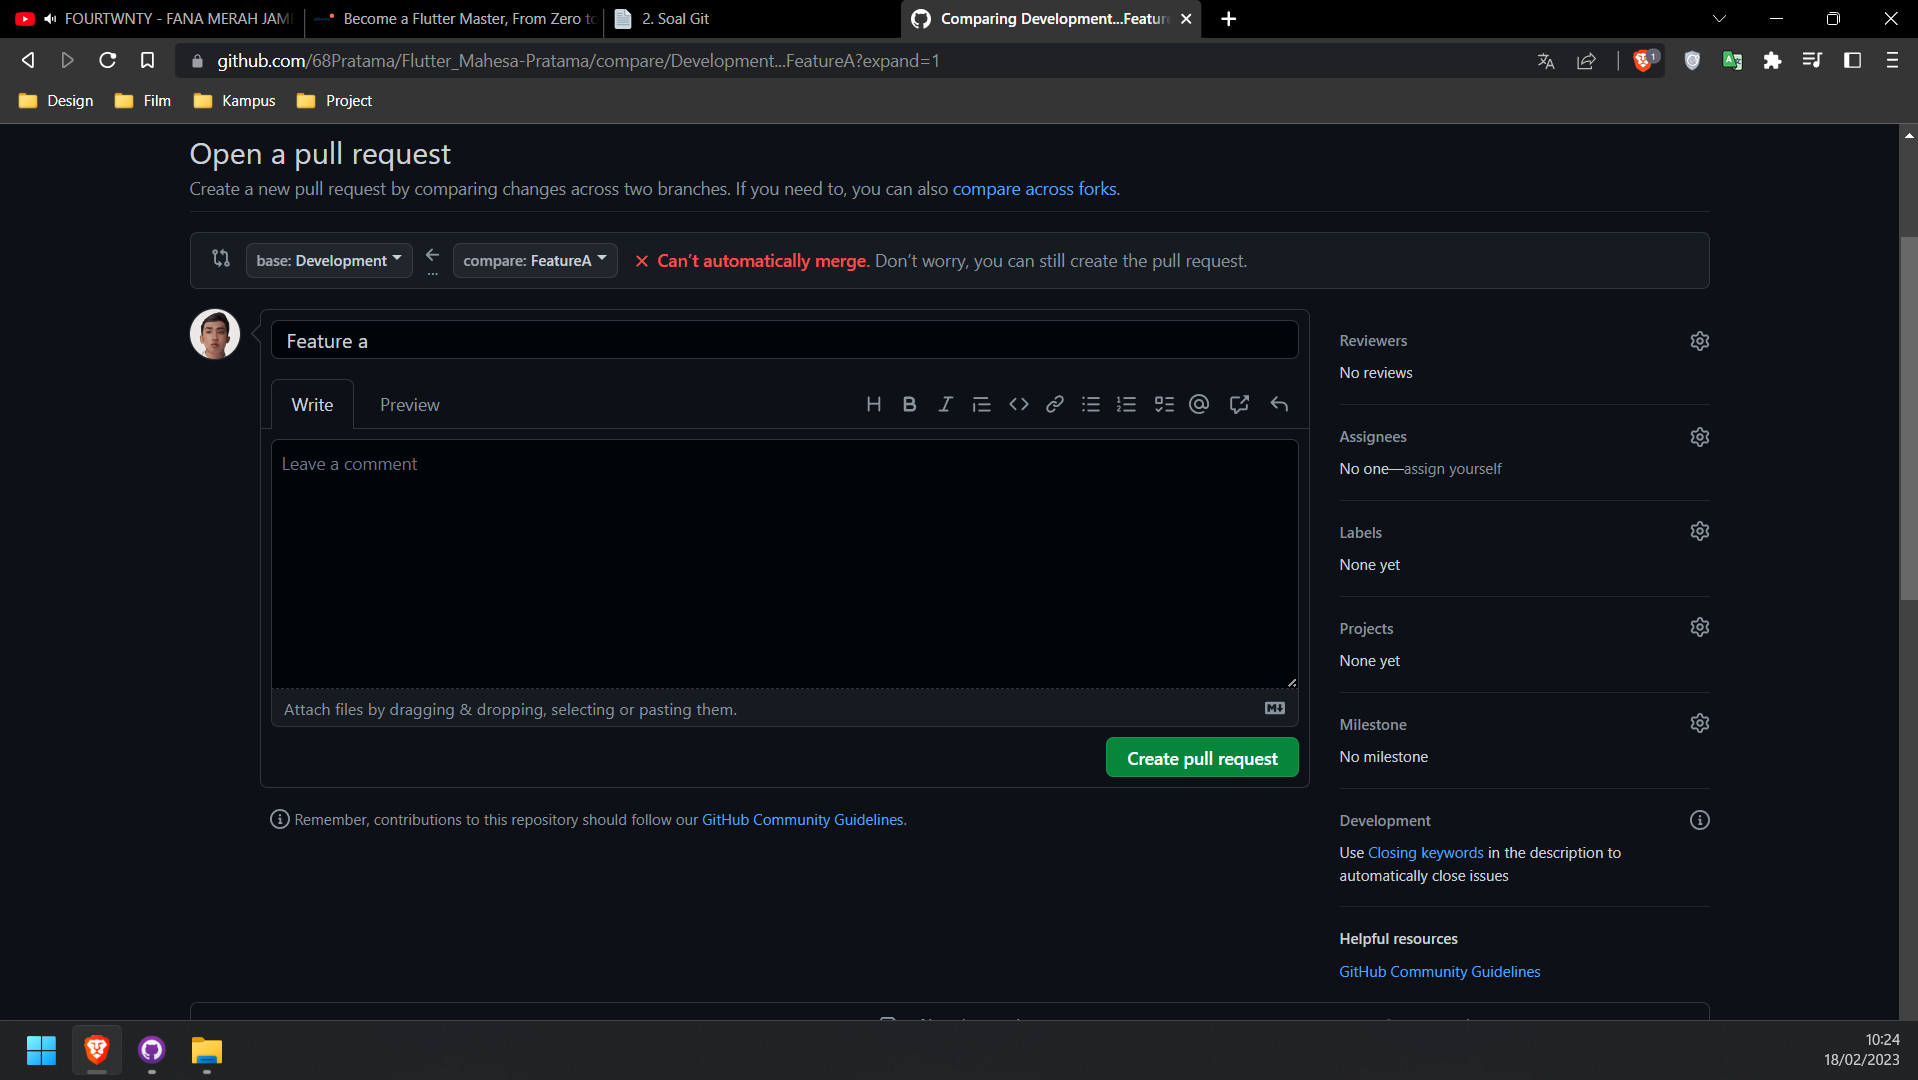 FOURTWNTY - FANA MERAH JAM
Become a Flutter Master, From Zero to
2. Soal Git
Comparing Development...Featur
github.com/68Pratama/Flutter_Mahesa-Pratama/compare/Development...FeatureA?expand=1
1
Design
Film
Kampus
Project
Open a pull request
Create a new pull request by comparing changes across two branches. If you need to, you can also compare across forks.
base: Development
...
compare: FeatureA
Can't automatically merge. Don't worry, you can still create the pull request.
Feature a
Write
Preview
Leave a comment
Attach files by dragging & dropping, selecting or pasting them.
Create pull request
Remember, contributions to this repository should follow our GitHub Community Guidelines.
Reviewers
No reviews
Assignees
No one—assign yourself
Labels
None yet
Projects
None yet
Milestone
No milestone
Development
Use Closing keywords in the description to
automatically close issues
Helpful resources
GitHub Community Guidelines
10:24
18/02/2023